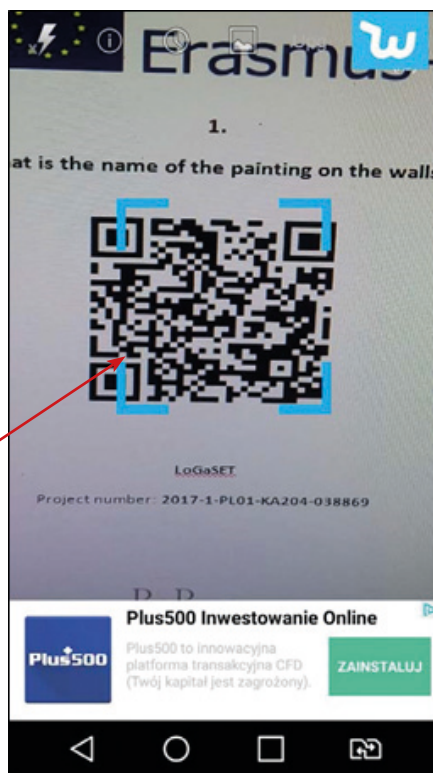 Erasmus+
1.
at is the name of the painting on the walls
LoGaSET
Project number: 2017-1-PL01-KA204-038869
Plus500
Plus500 Inwestowanie Online
Plus500 to innowacyjna
platforma transakcyjna CFD
(Twój kapitał jest zagrożony).
ZAINSTALUJ